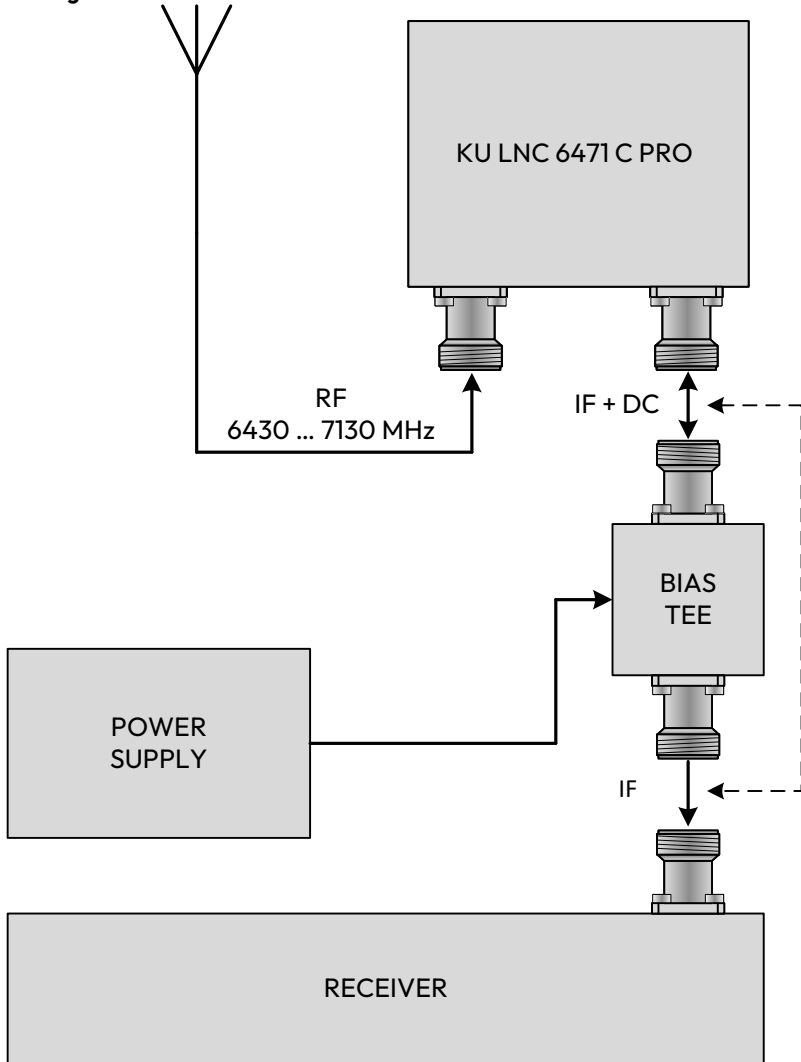 KU LNC 6471 C PRO
RF
6430 ... 7130 MHz
IF + DC
BIAS
TEE
POWER
SUPPLY
IF
RECEIVER